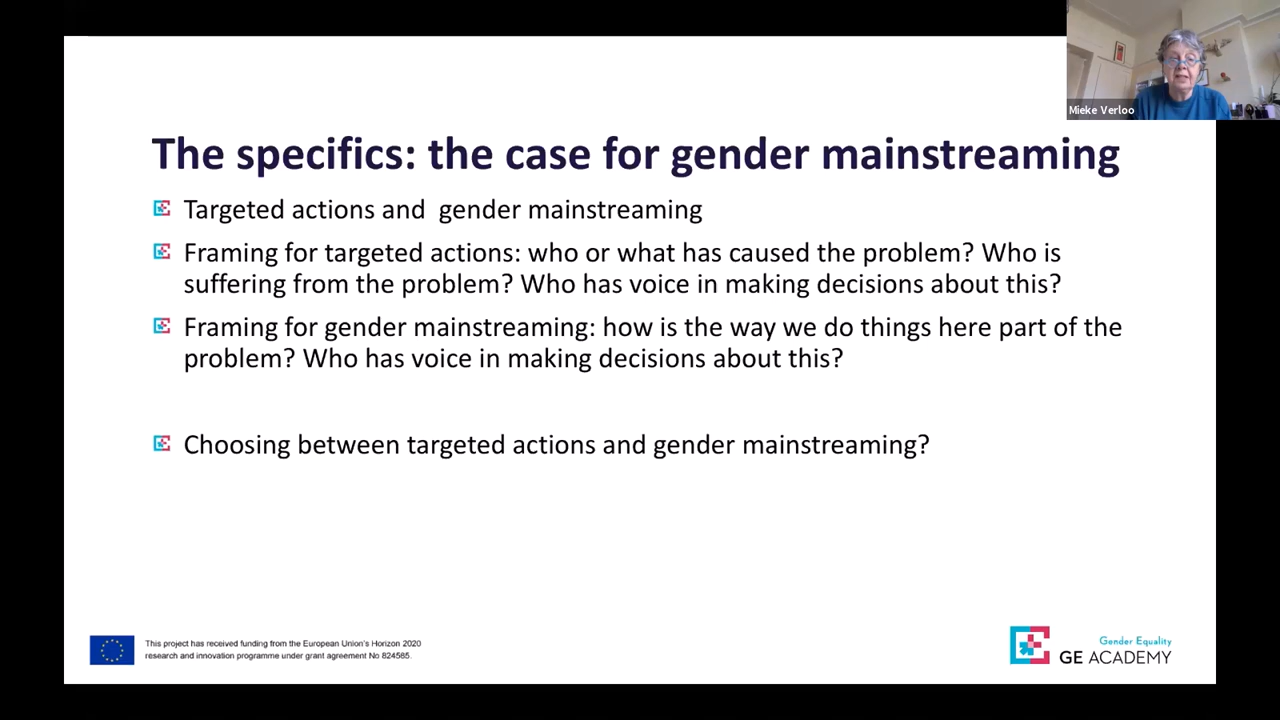 Mieke Verloo
The specifics: the case for gender mainstreaming
Targeted actions and  gender mainstreaming
Framing for targeted actions: who or what has caused the problem? Who is
suffering from the problem? Who has voice in making decisions about this?
Framing for gender mainstreaming: how is the way we do things here part of the
problem? Who has voice in making decisions about this?
Choosing between targeted actions and gender mainstreaming?
This project has received funding from the European Union's Horizon 2020
research and innovation programme under grant agreement No 824585.
Gender Equality
GE ACADEMY